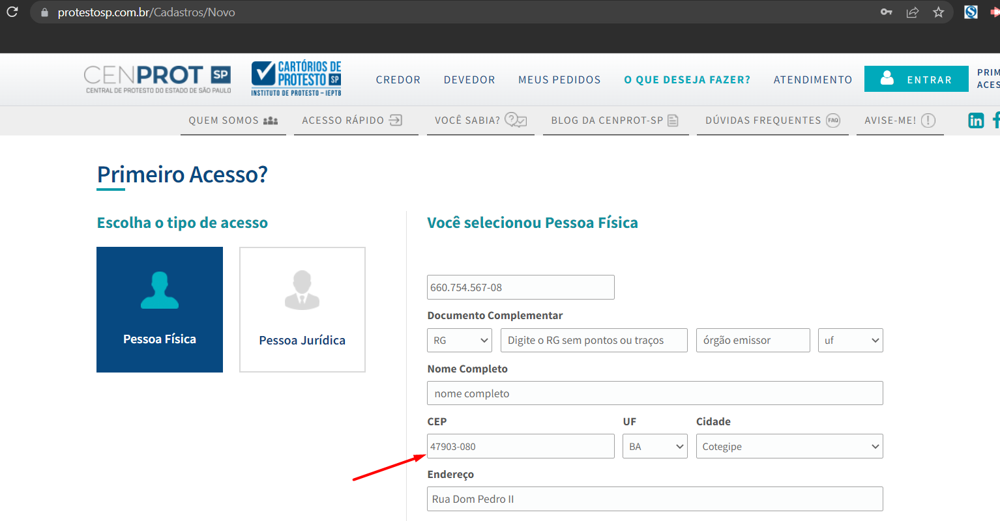 protestosp.com.br/Cadastros/Novo
CENPROT SP
CENTRAL DE PROTESTO DO ESTADO DE SÃO PAULO
CARTÓRIOS DE
PROTESTO SP
INSTITUTO DE PROTESTO – IEPTB
CREDOR
DEVEDOR
MEUS PEDIDOS
O QUE DESEJA FAZER?
ATENDIMENTO
ENTRAR
PRIM
ACES
QUEM SOMOS
ACESSO RÁPIDO
VOCÊ SABIA?
BLOG DA CENPROT-SP
DÚVIDAS FREQUENTES FAQ
AVISE-ME!
in f
Primeiro Acesso?
Escolha o tipo de acesso
Pessoa Física
Pessoa Jurídica
Você selecionou Pessoa Física
660.754.567-08
Documento Complementar
RG
Digite o RG sem pontos ou traços
órgão emissor
uf
Nome Completo
nome completo
CEP
UF
Cidade
47903-080
BA
Cotegipe
Endereço
Rua Dom Pedro II